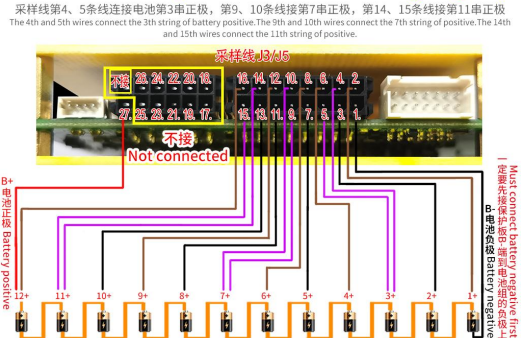 采样线第4、5条线连接电池第3串正极，第9、10条线接第7串正极，第14、15条线接第11串正极
The 4th and 5th wires connect the 3th string of battery positive.The 9th and 10th wires connect the 7th string of positive.The 14th
and 15th wires connect the 11th string of positive.
采样线 J3/J5
不接 26. 24. 22. 20. 18. 16. 14. 12. 10. 8. 6. 4. 2.
27. 25. 23. 21. 19. 17. 15. 13. 11. 9. 7. 5. 3. 1.
不接
Not connected
B+
电池正极 Battery positive
B-
电池负极 Battery negative
一定要先接保护板B-端到电池组的负极上
Must connect battery negative first
12+ 11+ 10+ 9+ 8+ 7+ 6+ 5+ 4+ 3+ 2+ 1+